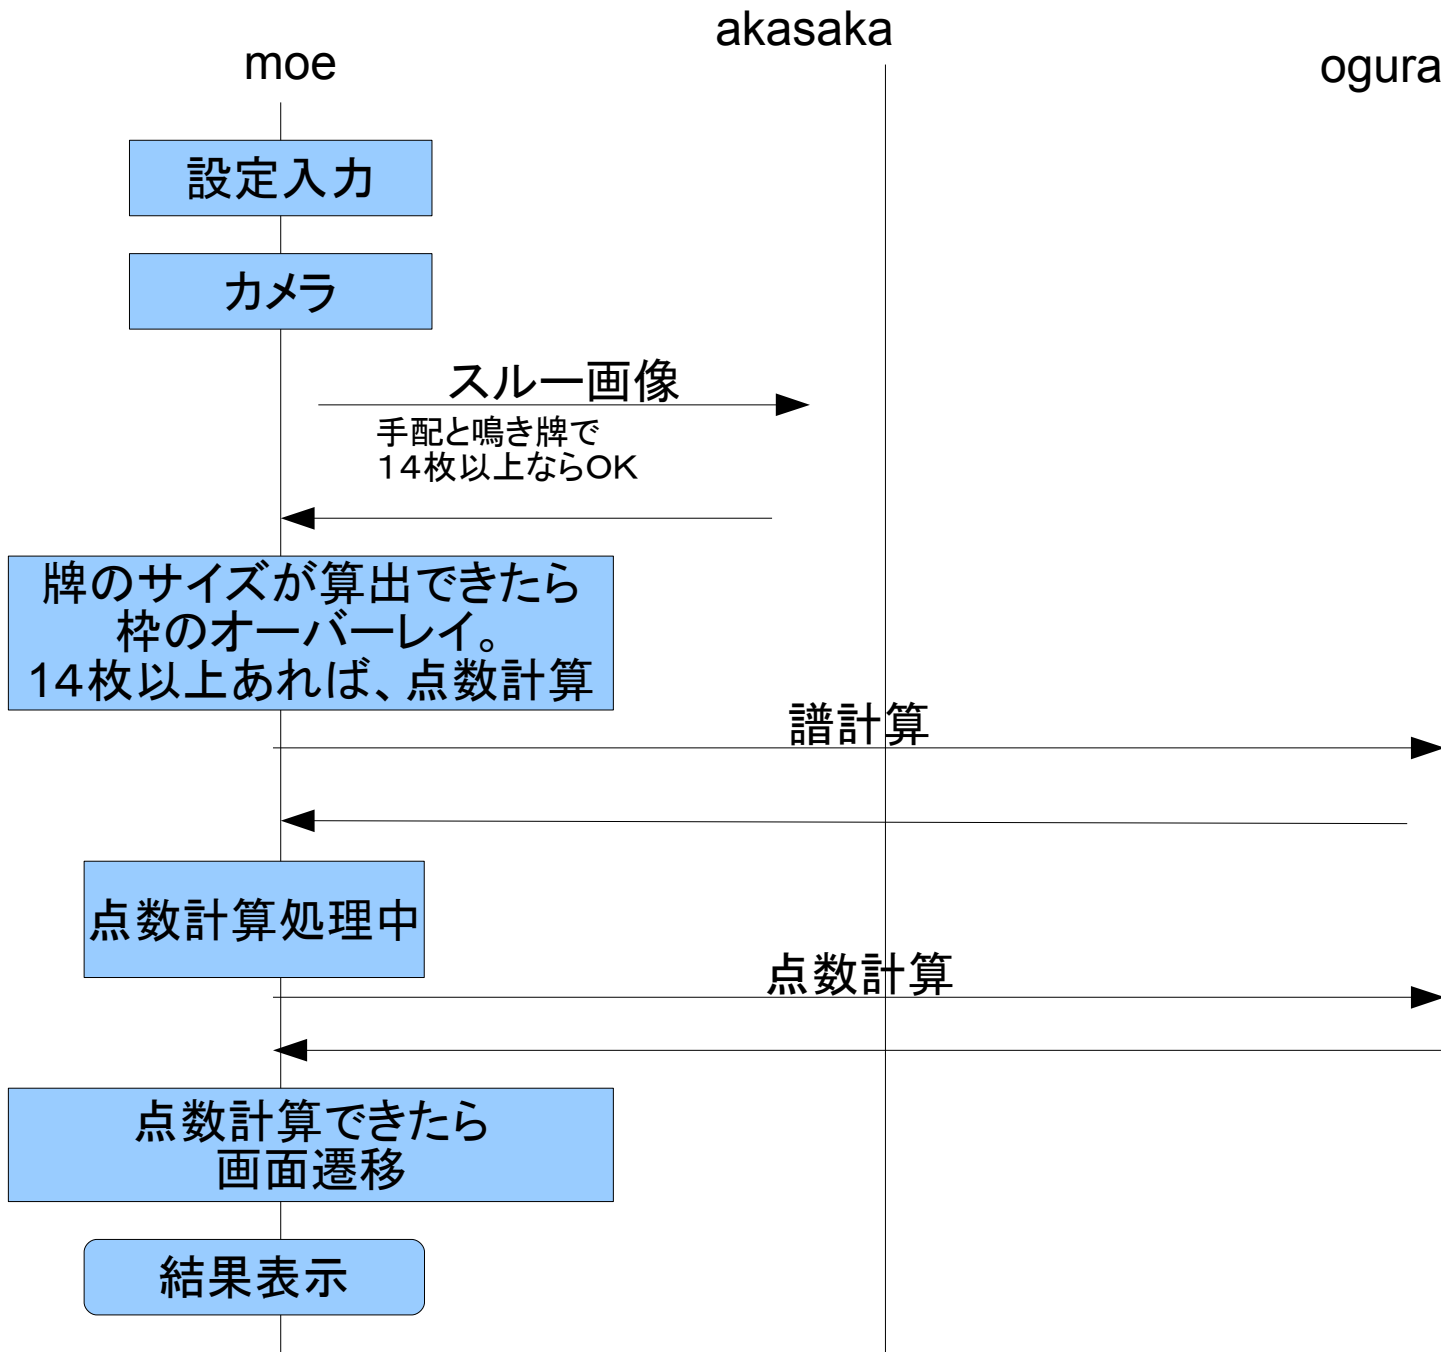 akasaka
moe
ogura
設定入力
カメラ
スルー画像
手配と鳴き牌で
１４枚以上ならOK
牌のサイズが算出できたら
枠のオーバーレイ。
１４枚以上あれば、点数計算
譜計算
点数計算処理中
点数計算
点数計算できたら
画面遷移
結果表示